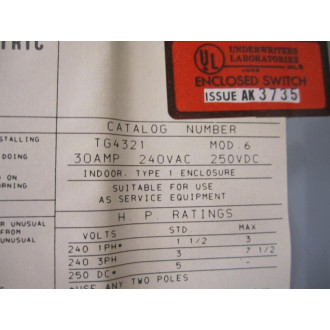 TRIC
UL
UNDERWRITERS
LABORATORIES
ENCLOSED SWITCH
ISSUE AK 3735
CATALOG NUMBER
TG4321 MOD. 6
30AMP 240VAC 250VDC
INDOOR. TYPE 1 ENCLOSURE
SUITABLE FOR USE
AS SERVICE EQUIPMENT
H. P. RATINGS
VOLTS STD MAX
240 1PH* 1 1/2 3
240 3PH 3 7 1/2
250 DC* 5 -
*USE ANY TWO POLES
STALLING
DOING
D ON
RNING
R UNUSUAL
FROM
UNUSUAL